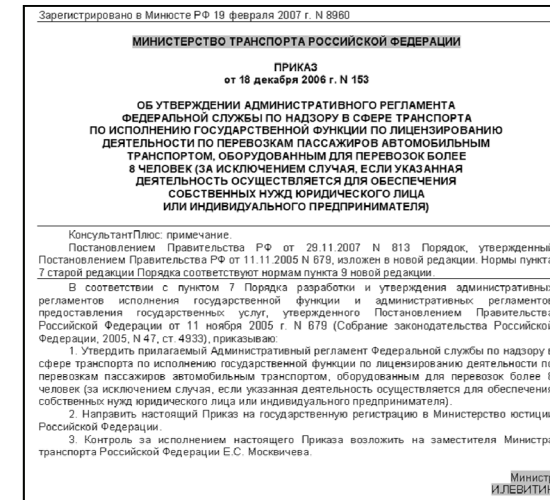 Зарегистрировано в Минюсте РФ 19 февраля 2007 г. N 8960
МИНИСТЕРСТВО ТРАНСПОРТА РОССИЙСКОЙ ФЕДЕРАЦИИ
ПРИКАЗ
от 18 декабря 2006 г. N 153
ОБ УТВЕРЖДЕНИИ АДМИНИСТРАТИВНОГО РЕГЛАМЕНТА
ФЕДЕРАЛЬНОЙ СЛУЖБЫ ПО НАДЗОРУ В СФЕРЕ ТРАНСПОРТА
ПО ИСПОЛНЕНИЮ ГОСУДАРСТВЕННОЙ ФУНКЦИИ ПО ЛИЦЕНЗИРОВАНИЮ
ДЕЯТЕЛЬНОСТИ ПО ПЕРЕВОЗКАМ ПАССАЖИРОВ АВТОМОБИЛЬНЫМ
ТРАНСПОРТОМ, ОБОРУДОВАННЫМ ДЛЯ ПЕРЕВОЗОК БОЛЕЕ
8 ЧЕЛОВЕК (ЗА ИСКЛЮЧЕНИЕМ СЛУЧАЯ, ЕСЛИ УКАЗАННАЯ
ДЕЯТЕЛЬНОСТЬ ОСУЩЕСТВЛЯЕТСЯ ДЛЯ ОБЕСПЕЧЕНИЯ
СОБСТВЕННЫХ НУЖД ЮРИДИЧЕСКОГО ЛИЦА
ИЛИ ИНДИВИДУАЛЬНОГО ПРЕДПРИНИМАТЕЛЯ)
КонсультантПлюс: примечание.
Постановлением Правительства РФ от 29.11.2007 N 813 Порядок, утвержденный
Постановлением Правительства РФ от 11.11.2005 N 679, изложен в новой редакции. Нормы пункта
7 старой редакции Порядка соответствуют нормам пункта 9 новой редакции.
В соответствии с пунктом 7 Порядка разработки и утверждения административных
регламентов исполнения государственной функции и административных регламентов
предоставления государственных услуг, утвержденного Постановлением Правительства
Российской Федерации от 11 ноября 2005 г. N 679 (Собрание законодательства Российской
Федерации, 2005, N 47, ст. 4933), приказываю:
1. Утвердить прилагаемый Административный регламент Федеральной службы по надзору в
сфере транспорта по исполнению государственной функции по лицензированию деятельности по
перевозкам пассажиров автомобильным транспортом, оборудованным для перевозок более 8
человек (за исключением случая, если указанная деятельность осуществляется для обеспечения
собственных нужд юридического лица или индивидуального предпринимателя).
2. Направить настоящий Приказ на государственную регистрацию в Министерство юстиции
Российской Федерации.
3. Контроль за исполнением настоящего Приказа возложить на заместителя Министра
транспорта Российской Федерации Е.С. Москвичева.
Министр
И.ЛЕВИТИН